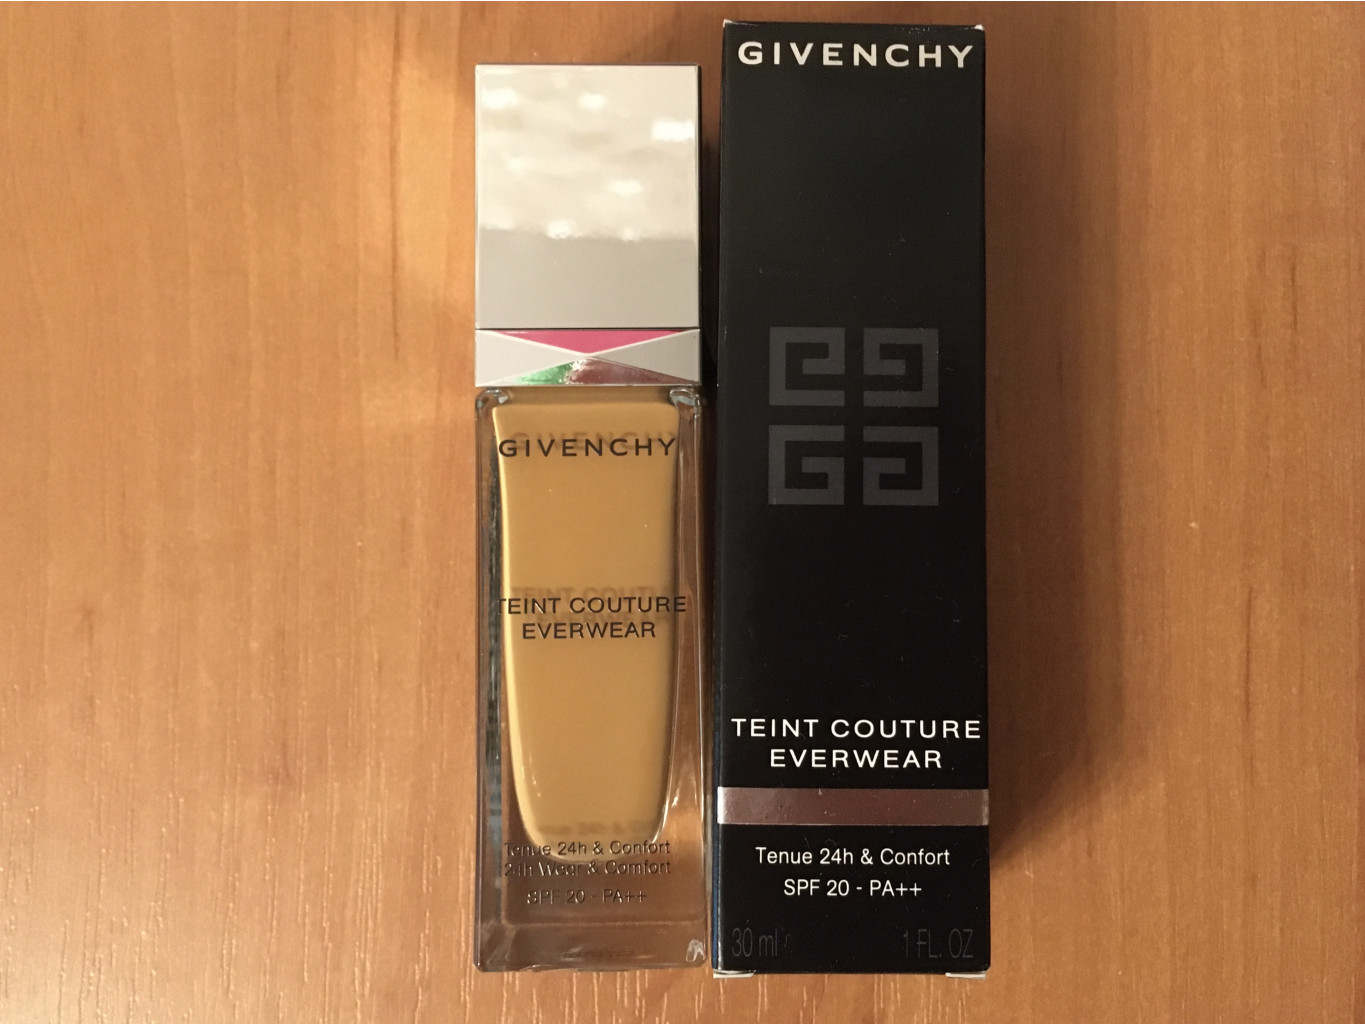 GIVENCHY
TEINT COUTURE
EVERWEAR
Tenue 24h & Confort
24h Wear & Comfort
SPF 20 - PA++
GIVENCHY
TEINT COUTURE
EVERWEAR
Tenue 24h & Confort
SPF 20 - PA++
30 ml 1 FL. OZ